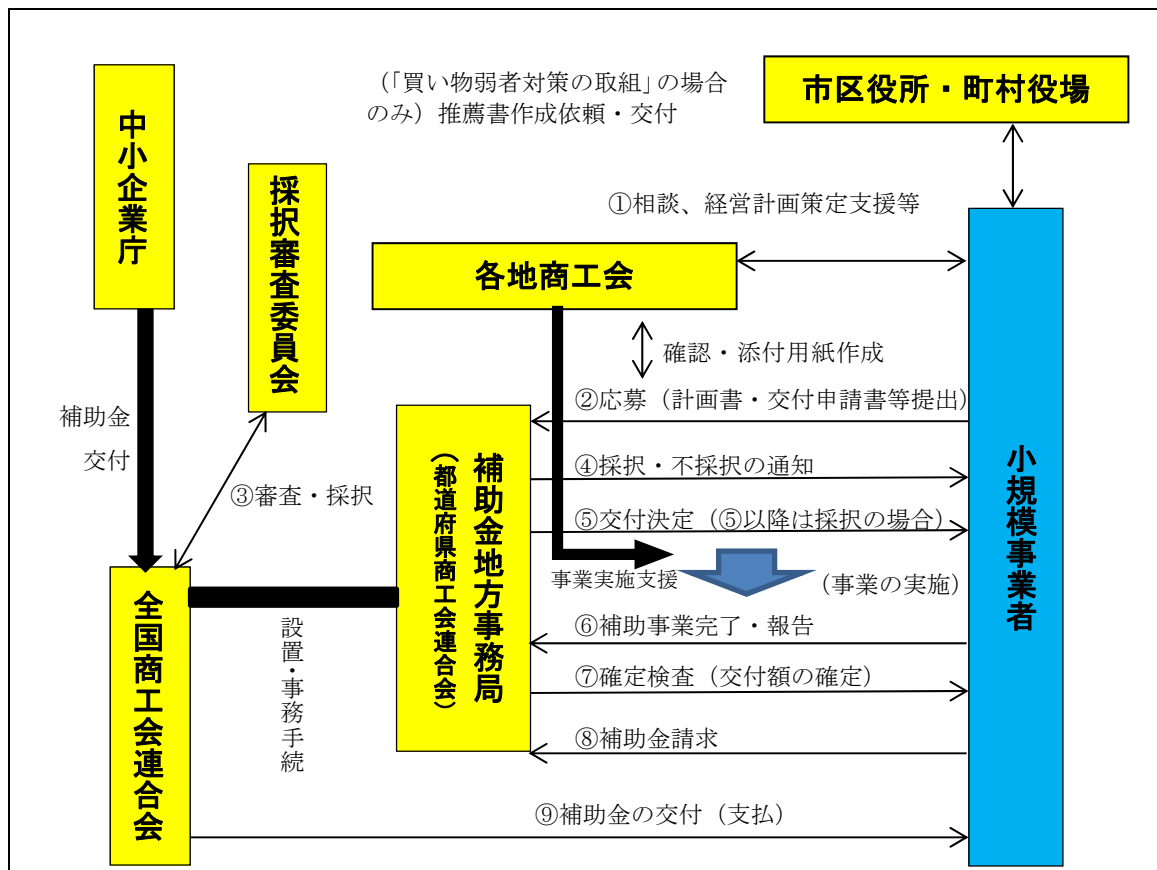 （「買い物弱者対策の取組」の場合
のみ）推薦書作成依頼・交付
市区役所・町村役場
中小企業庁
採択審査委員会
①相談、経営計画策定支援等
各地商工会
確認・添付用紙作成
補助金
交付
②応募（計画書・交付申請書等提出）
③審査・採択
補助金地方事務局
（都道府県商工会連合会）
④採択・不採択の通知
⑤交付決定（⑤以降は採択の場合）
小規模事業者
事業実施支援
（事業の実施）
全国商工会連合会
設置・事務手続
⑥補助事業完了・報告
⑦確定検査（交付額の確定）
⑧補助金請求
⑨補助金の交付（支払）